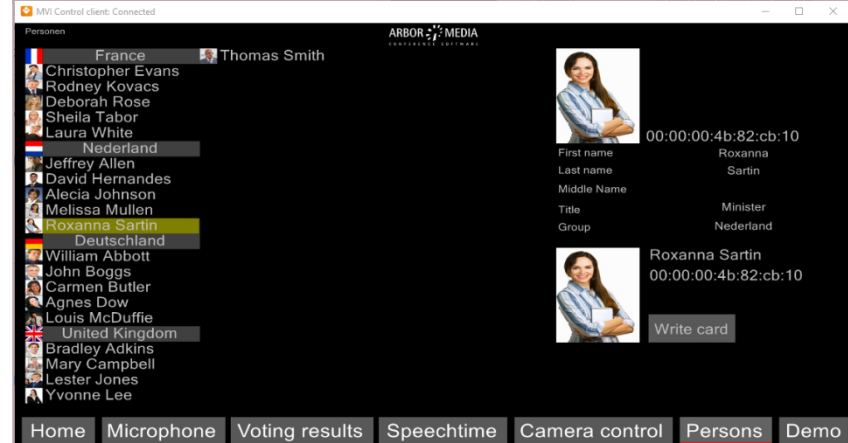 MVI Control client: Connected
Personen
ARBOR MEDIA
CONFERENCE SOFTWARE
France
Christopher Evans
Rodney Kovacs
Deborah Rose
Sheila Tabor
Laura White
Nederland
Jeffrey Allen
David Hernandes
Alecia Johnson
Melissa Mullen
Roxanna Sartin
Deutschland
William Abbott
John Boggs
Carmen Butler
Agnes Dow
Louis McDuffie
United Kingdom
Bradley Adkins
Mary Campbell
Lester Jones
Yvonne Lee
Thomas Smith
00:00:00:4b:82:cb:10
First name Roxanna
Last name Sartin
Middle Name
Title Minister
Group Nederland
Roxanna Sartin
00:00:00:4b:82:cb:10
Write card
Home Microphone Voting results Speechtime Camera control Persons Demo